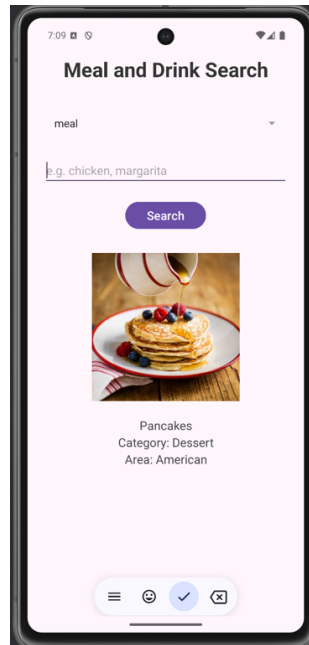 7:09
Meal and Drink Search
meal
e.g. chicken, margarita
Search
Pancakes
Category: Dessert
Area: American